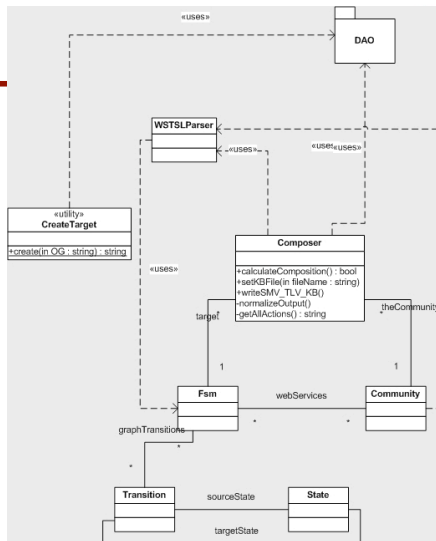 «uses»
DAO
WSTSLParser
«uses»
«uses»
«utility»
CreateTarget
+create(in OG : string) : string
Composer
«uses»
+calculateComposition() : bool
+setKBFile(in fileName : string)
+writeSMV_TLV_KB()
-normalizeOutput()
-getAllActions() : string
target
*
*
theCommunity
1
1
Fsm
webServices
Community
*
*
graphTransitions
*
*
Transition
sourceState
State
targetState